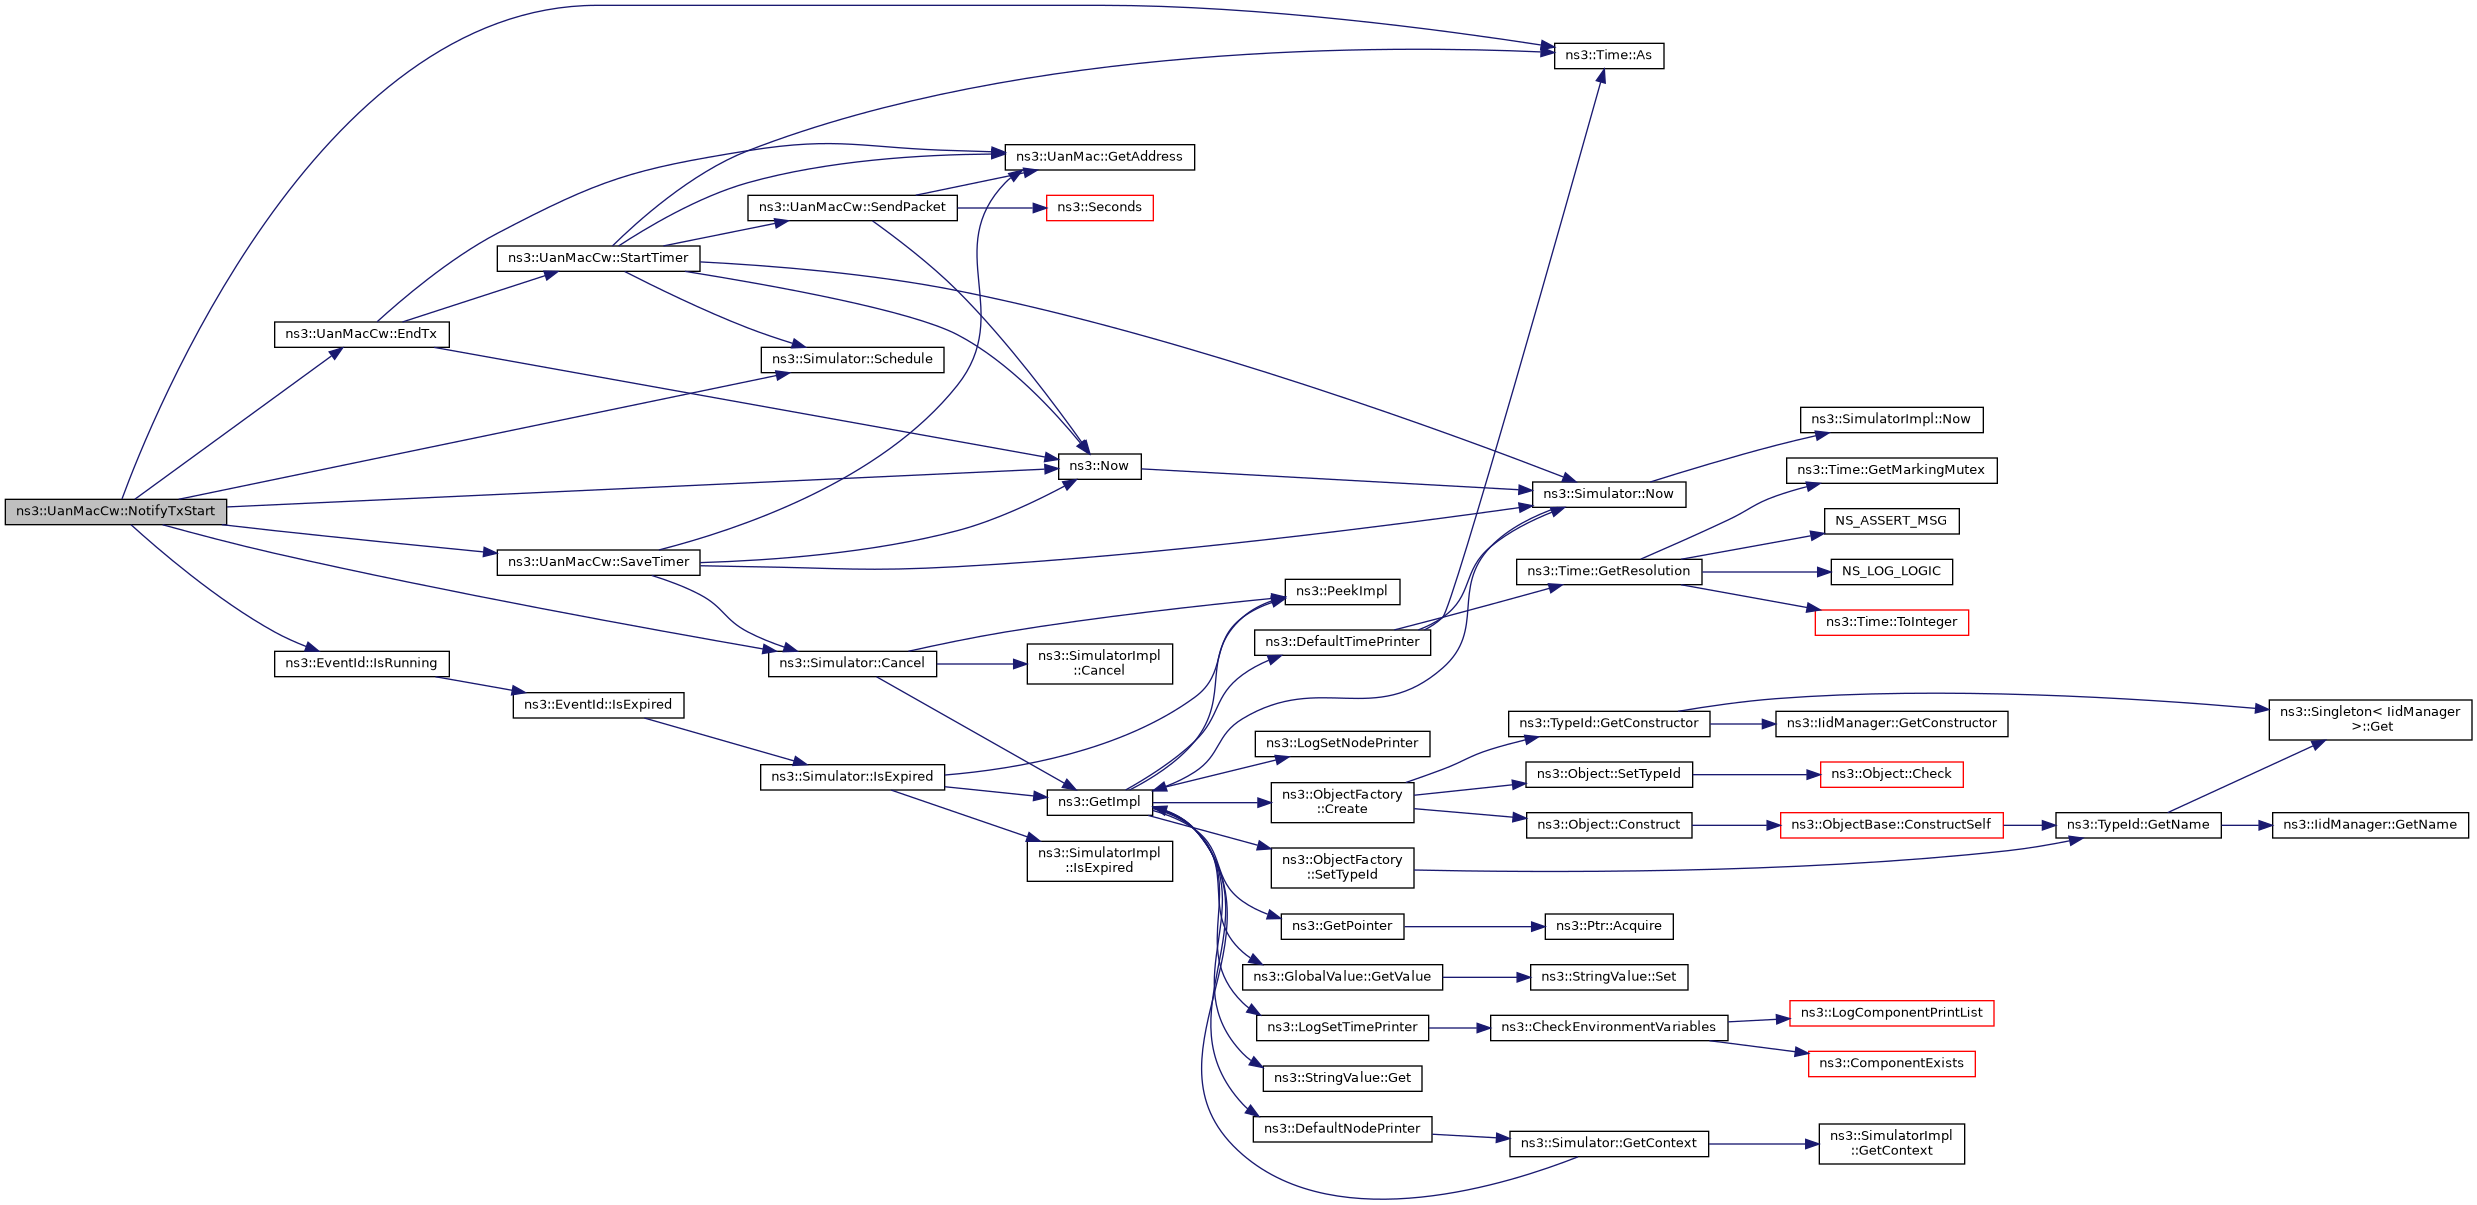 ns3::Time::As
ns3::UanMac::GetAddress
ns3::UanMacCw::SendPacket
ns3::Seconds
ns3::UanMacCw::StartTimer
ns3::UanMacCw::EndTx
ns3::Simulator::Schedule
ns3::SimulatorImpl::Now
ns3::Now
ns3::Time::GetMarkingMutex
ns3::Simulator::Now
ns3::UanMacCw::NotifyTxStart
NS_ASSERT_MSG
ns3::UanMacCw::SaveTimer
ns3::Time::GetResolution
NS_LOG_LOGIC
ns3::PeekImpl
ns3::Time::ToInteger
ns3::DefaultTimePrinter
ns3::EventId::IsRunning
ns3::Simulator::Cancel
ns3::SimulatorImpl
::Cancel
ns3::EventId::IsExpired
ns3::TypeId::GetConstructor
ns3::IidManager::GetConstructor
ns3::Singleton< IidManager
>::Get
ns3::LogSetNodePrinter
ns3::Simulator::IsExpired
ns3::Object::SetTypeId
ns3::Object::Check
ns3::GetImpl
ns3::ObjectFactory
::Create
ns3::Object::Construct
ns3::ObjectBase::ConstructSelf
ns3::TypeId::GetName
ns3::IidManager::GetName
ns3::SimulatorImpl
::IsExpired
ns3::ObjectFactory
::SetTypeId
ns3::GetPointer
ns3::Ptr::Acquire
ns3::GlobalValue::GetValue
ns3::StringValue::Set
ns3::LogSetTimePrinter
ns3::CheckEnvironmentVariables
ns3::LogComponentPrintList
ns3::ComponentExists
ns3::StringValue::Get
ns3::DefaultNodePrinter
ns3::Simulator::GetContext
ns3::SimulatorImpl
::GetContext